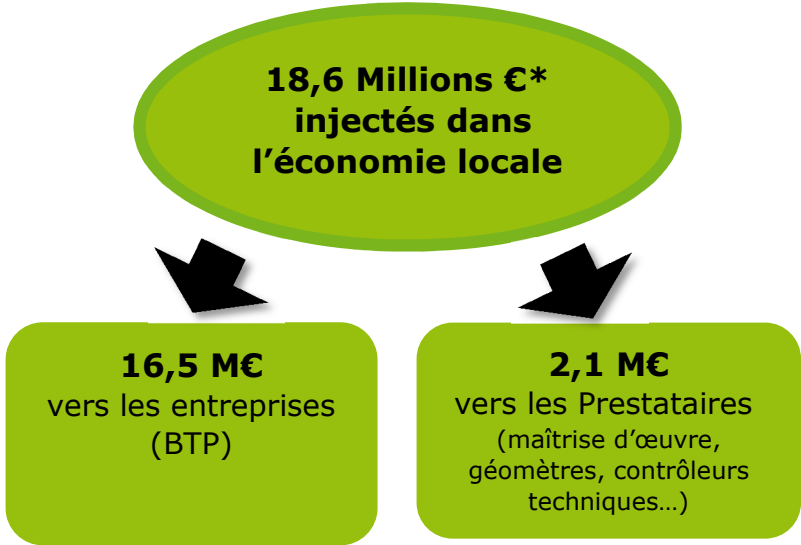 18,6 Millions €*
injectés dans
l’économie locale
16,5 M€
vers les entreprises
(BTP)
2,1 M€
vers les Prestataires
(maîtrise d’œuvre,
géomètres, contrôleurs
techniques…)